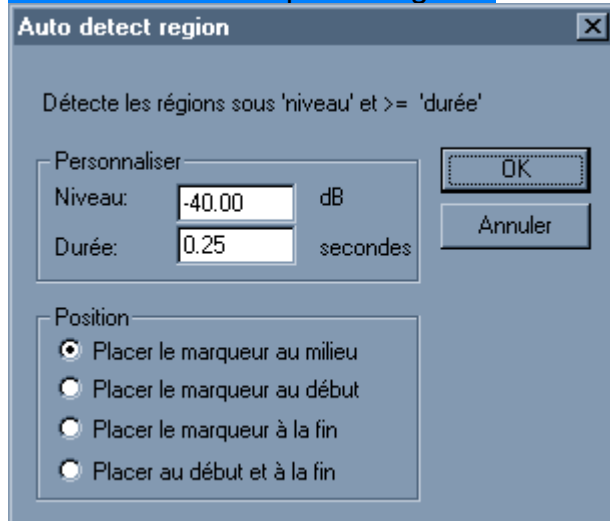 Auto detect region
Détecte les régions sous 'niveau' et >= 'durée'
Personnaliser
Niveau: -40.00 dB
Durée: 0.25 secondes
OK
Annuler
Position
Placer le marqueur au milieu
Placer le marqueur au début
Placer le marqueur à la fin
Placer au début et à la fin